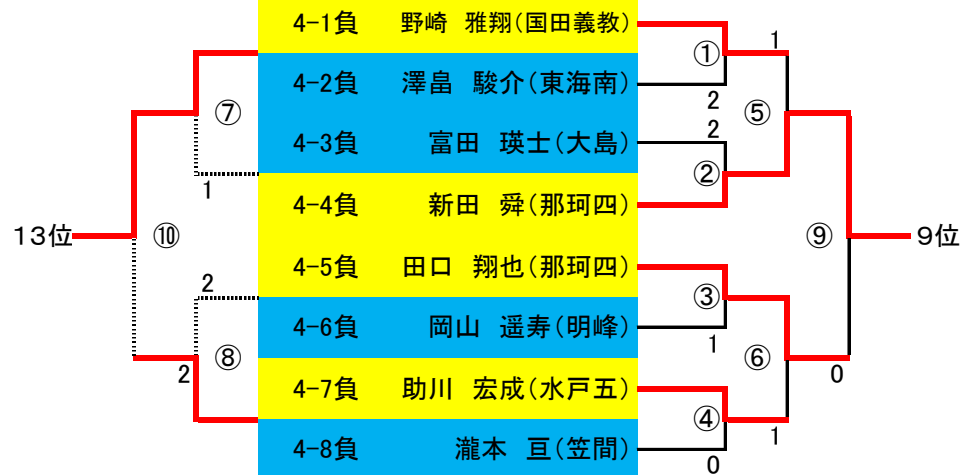 4-1負 野崎 雅翔(国田義教) ① 1
⑦ 4-2負 澤畠 駿介(東海南) 2 ⑤
4-3負 富田 瑛士(大島) 2
1 ②
4-4負 新田 舜(那珂四)
13位 ⑩ ⑨ 9位
4-5負 田口 翔也(那珂四)
2 ③
4-6負 岡山 遥寿(明峰) 1
⑧ ⑥
2 4-7負 助川 宏成(水戸五) 0
④ 1
4-8負 瀧本 亘(笠間) 0